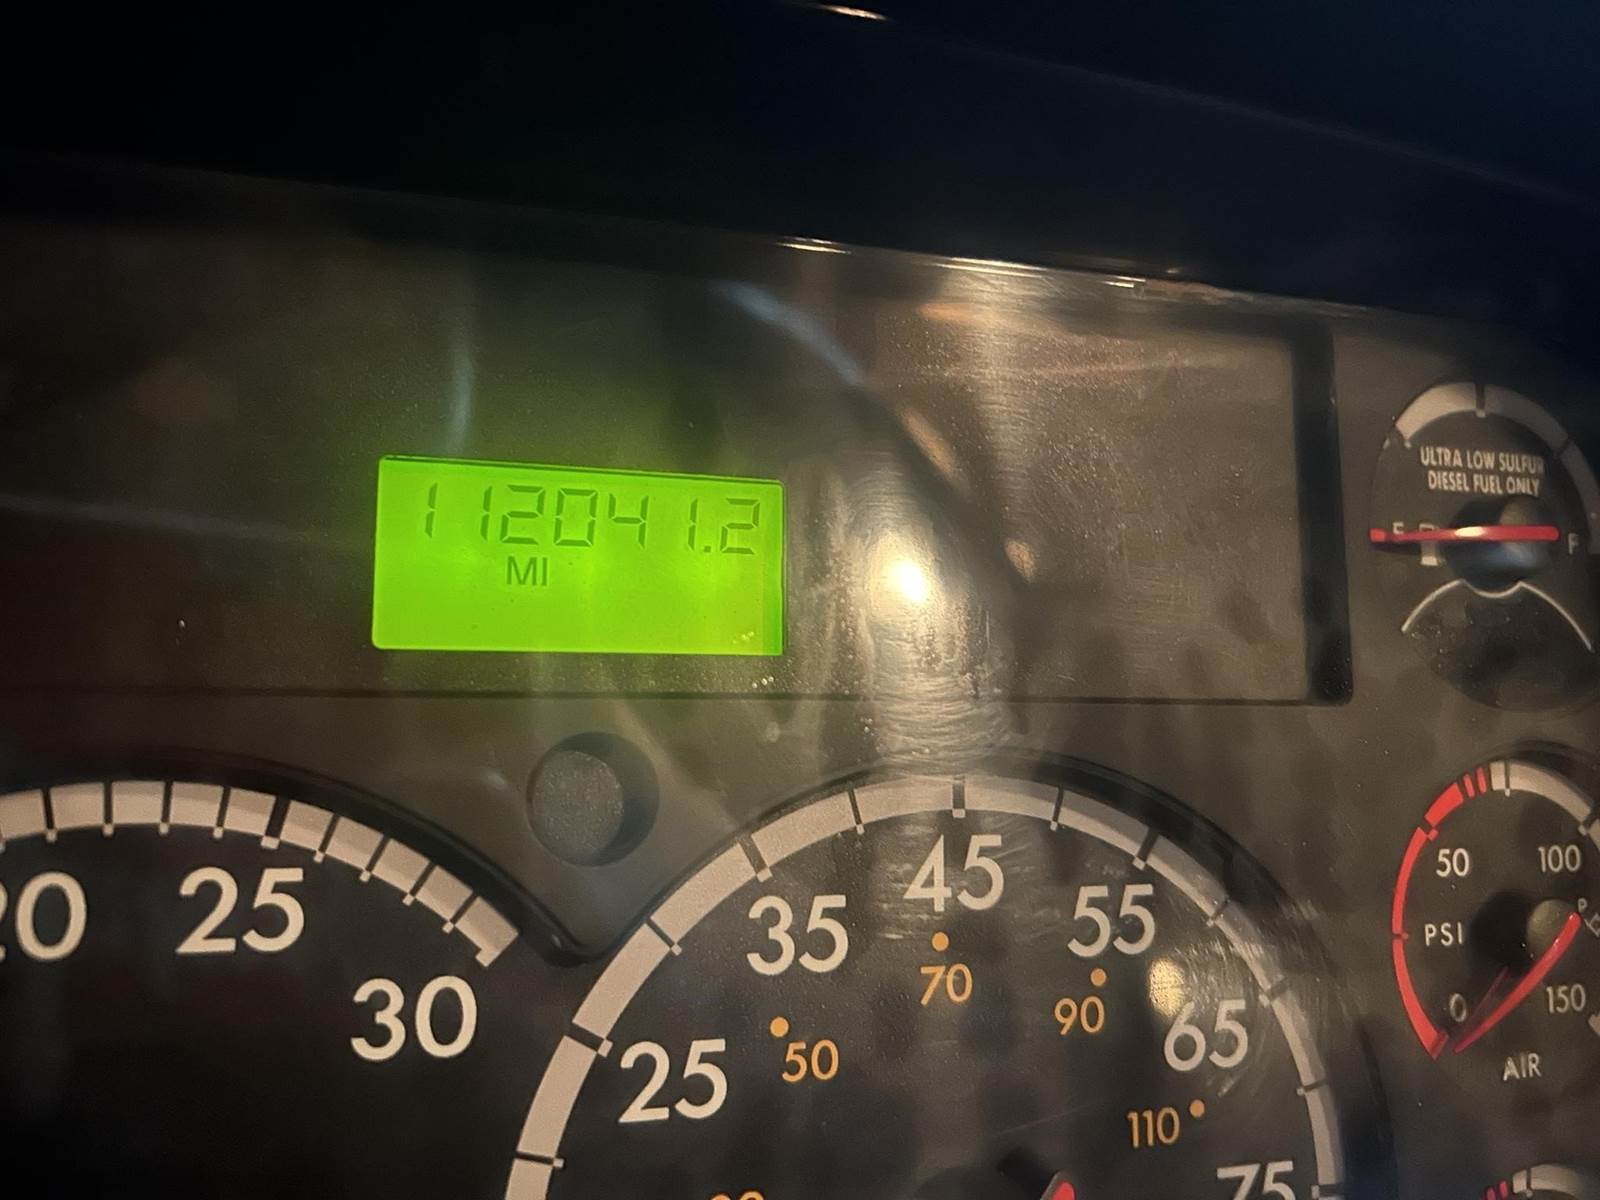 112041.2
MI
ULTRA LOW SULFUR
DIESEL FUEL ONLY
E F
20 25 30
25 35 45 55 65 75
50 70 90 110
50 100
PSI
0 150
AIR